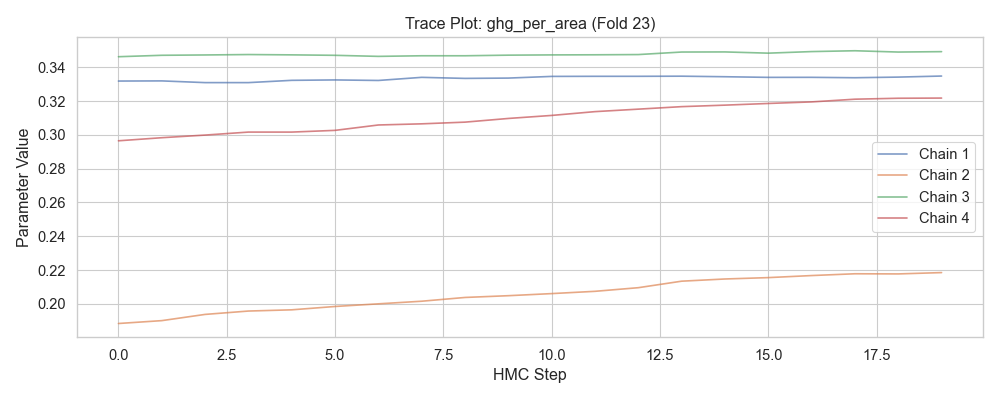 Trace Plot: ghg_per_area (Fold 23)
Parameter Value
0.34
0.32
0.30
0.28
0.26
0.24
0.22
0.20
Chain 1
Chain 2
Chain 3
Chain 4
0.0 2.5 5.0 7.5 10.0 12.5 15.0 17.5
HMC Step